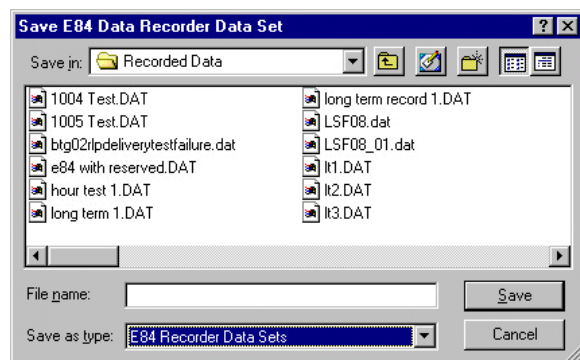 Save E84 Data Recorder Data Set
Save in: Recorded Data
1004 Test.DAT
1005 Test.DAT
btg02rlpdeliverytestfailure.dat
e84 with reserved.DAT
hour test 1.DAT
long term 1.DAT
long term record 1.DAT
LSF08.dat
LSF08_01.dat
lt1.DAT
lt2.DAT
lt3.DAT
File name:
Save
Save as type: E84 Recorder Data Sets
Cancel